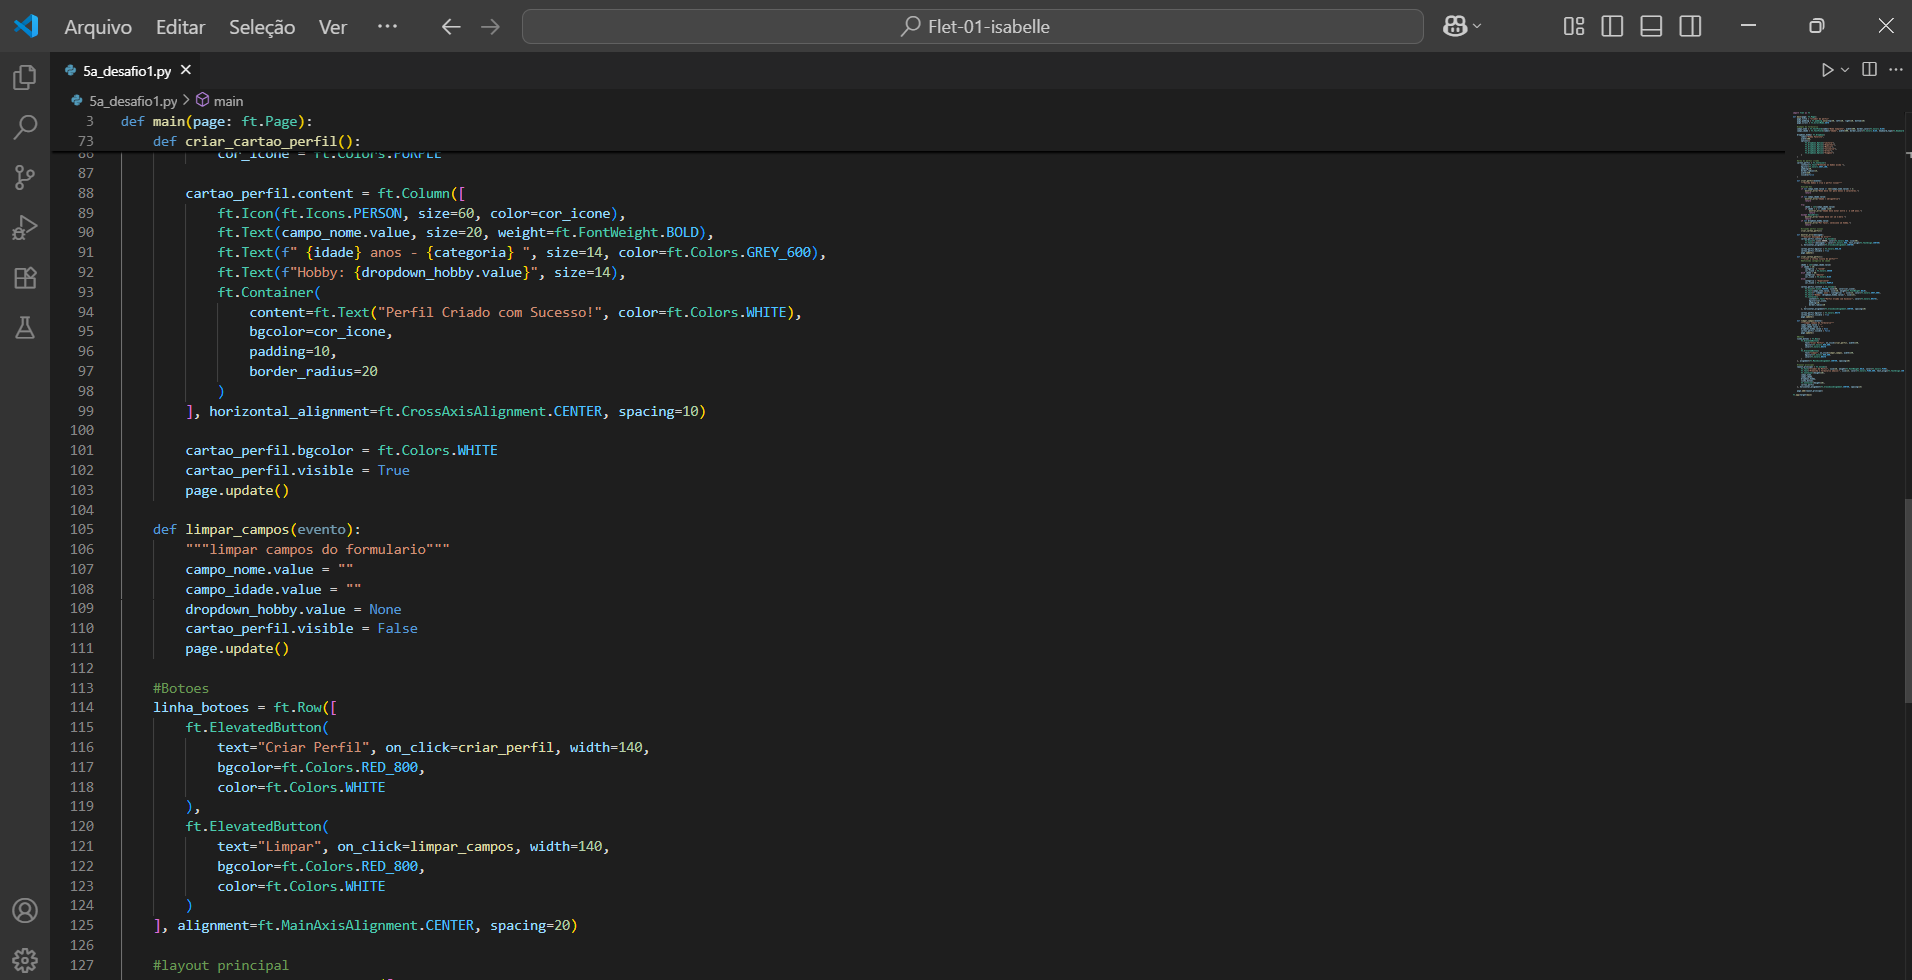 Arquivo Editar Seleção Ver ··· Flet-01-isabelle
5a_desafio1.py
5a_desafio1.py > main
3 def main(page: ft.Page):
73 def criar_cartao_perfil():
86 cor_icone = ft.Colors.PURPLE
87
88 cartao_perfil.content = ft.Column([
89 ft.Icon(ft.Icons.PERSON, size=60, color=cor_icone),
90 ft.Text(campo_nome.value, size=20, weight=ft.FontWeight.BOLD),
91 ft.Text(f" {idade} anos - {categoria} ", size=14, color=ft.Colors.GREY_600),
92 ft.Text(f"Hobby: {dropdown_hobby.value}", size=14),
93 ft.Container(
94 content=ft.Text("Perfil Criado com Sucesso!", color=ft.Colors.WHITE),
95 bgcolor=cor_icone,
96 padding=10,
97 border_radius=20
98 )
99 ], horizontal_alignment=ft.CrossAxisAlignment.CENTER, spacing=10)
100
101 cartao_perfil.bgcolor = ft.Colors.WHITE
102 cartao_perfil.visible = True
103 page.update()
104
105 def limpar_campos(evento):
106 """limpar campos do formulario"""
107 campo_nome.value = ""
108 campo_idade.value = ""
109 dropdown_hobby.value = None
110 cartao_perfil.visible = False
111 page.update()
112
113 #Botoes
114 linha_botoes = ft.Row([
115 ft.ElevatedButton(
116 text="Criar Perfil", on_click=criar_perfil, width=140,
117 bgcolor=ft.Colors.RED_800,
118 color=ft.Colors.WHITE
119 ),
120 ft.ElevatedButton(
121 text="Limpar", on_click=limpar_campos, width=140,
122 bgcolor=ft.Colors.RED_800,
123 color=ft.Colors.WHITE
124 )
125 ], alignment=ft.MainAxisAlignment.CENTER, spacing=20)
126
127 #layout principal